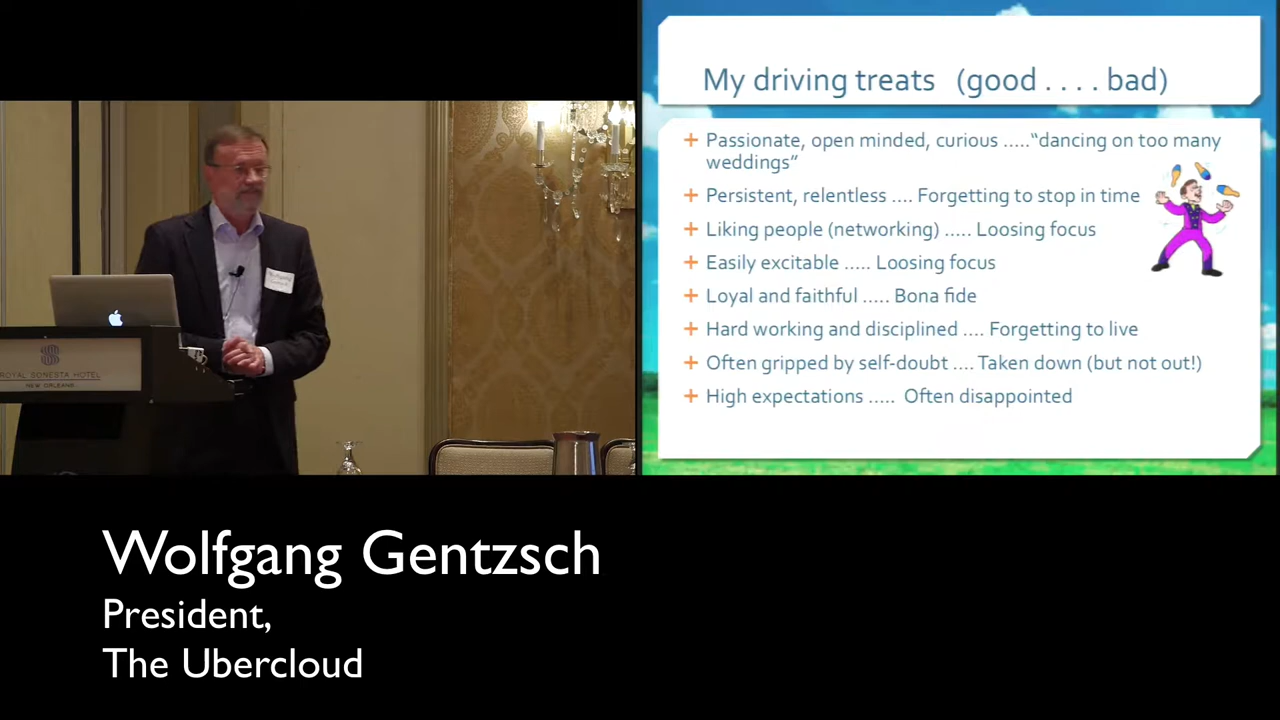 My driving treats (good . . . . bad)
Passionate, open minded, curious .....“dancing on too many
weddings”
Persistent, relentless .... Forgetting to stop in time
Liking people (networking) ..... Loosing focus
Easily excitable ..... Loosing focus
Loyal and faithful ..... Bona fide
Hard working and disciplined .... Forgetting to live
Often gripped by self-doubt .... Taken down (but not out!)
High expectations ..... Often disappointed
Wolfgang
Gentzsch
ROYAL SONESTA HOTEL
NEW ORLEANS
Wolfgang Gentzsch
President,
The Ubercloud